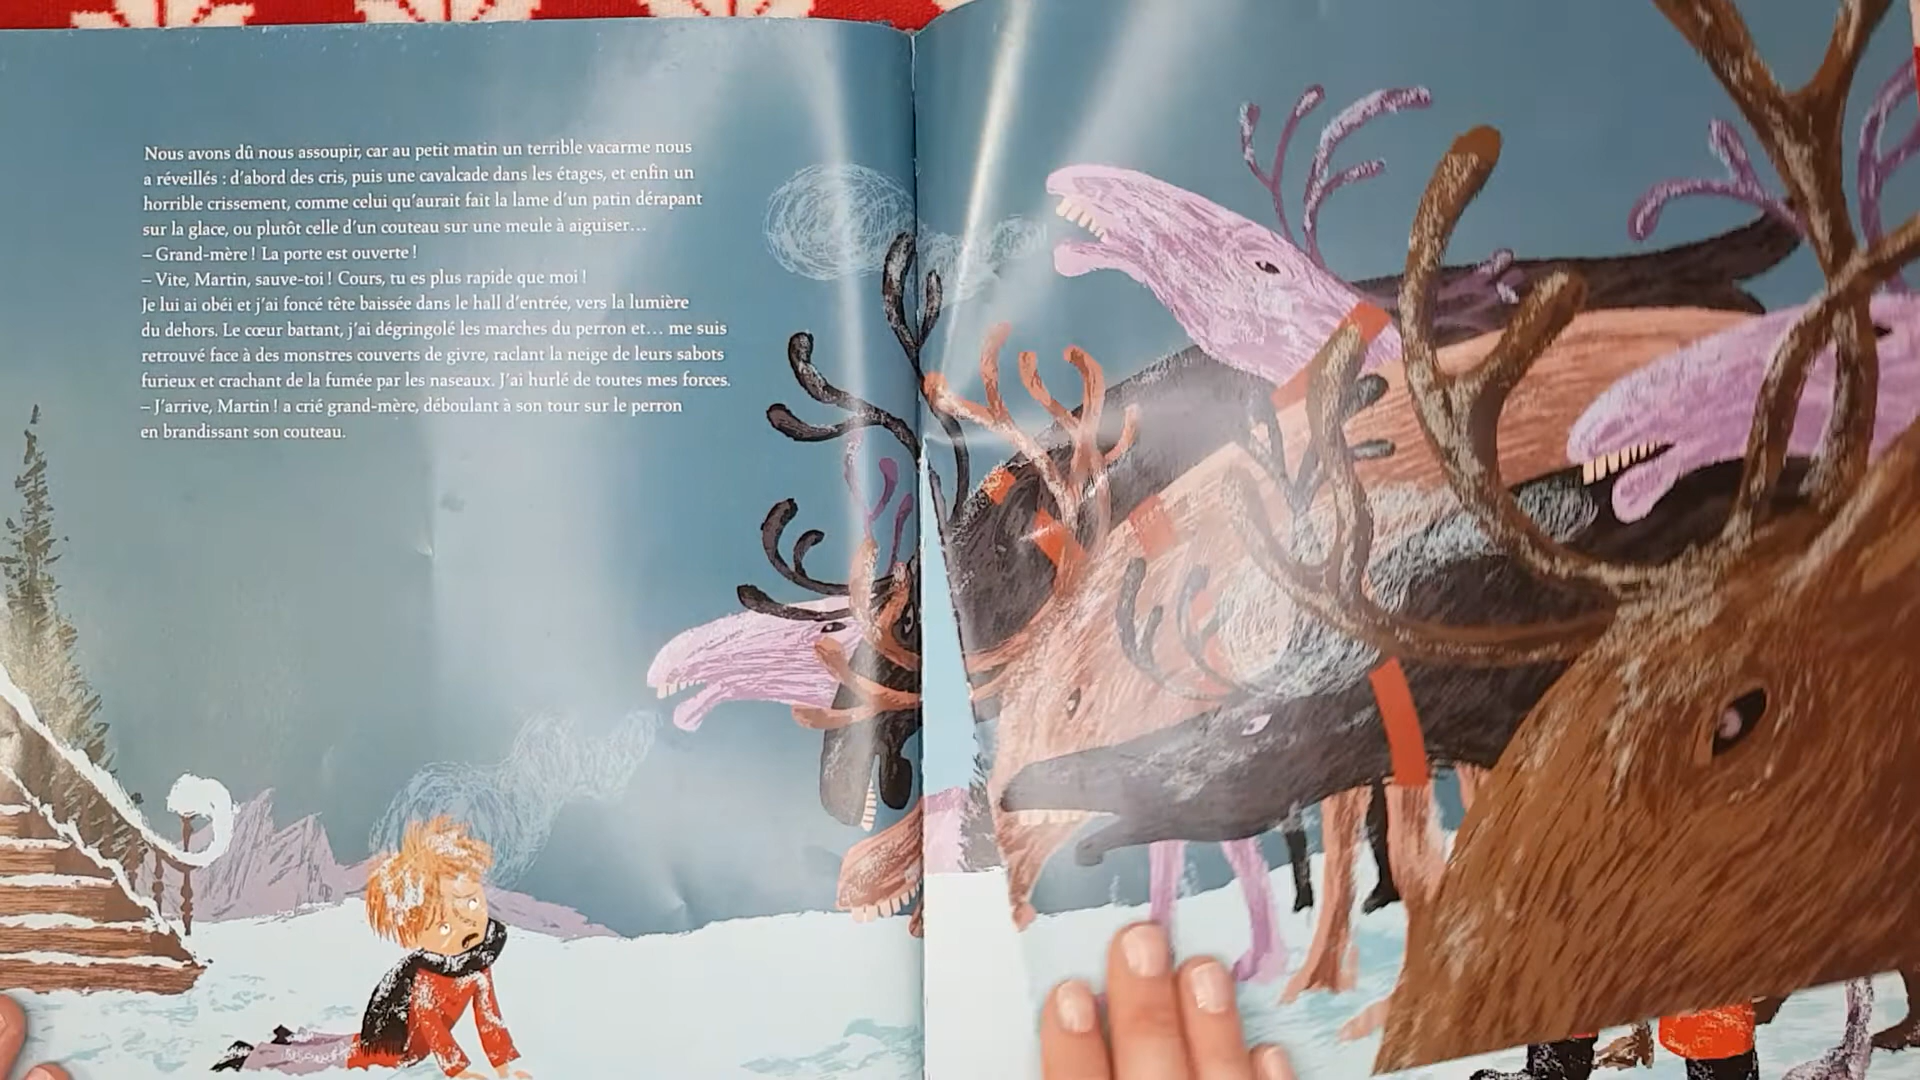 Nous avons dû nous assoupir, car au petit matin un terrible vacarme nous
a réveillés : d'abord des cris, puis une cavalcade dans les étages, et enfin un
horrible crissement, comme celui qu'aurait fait la lame d'un patin dérapant
sur la glace, ou plutôt celle d'un couteau sur une meule à aiguiser…
– Grand-mère ! La porte est ouverte !
– Vite, Martin, sauve-toi ! Cours, tu es plus rapide que moi !
Je lui ai obéi et j'ai foncé tête baissée dans le hall d'entrée, vers la lumière
du dehors. Le cœur battant, j'ai dégringolé les marches du perron et… me suis
retrouvé face à des monstres couverts de givre, raclant la neige de leurs sabots
furieux et crachant de la fumée par les naseaux. J'ai hurlé de toutes mes forces.
– J'arrive, Martin ! a crié grand-mère, déboulant à son tour sur le perron
en brandissant son couteau.